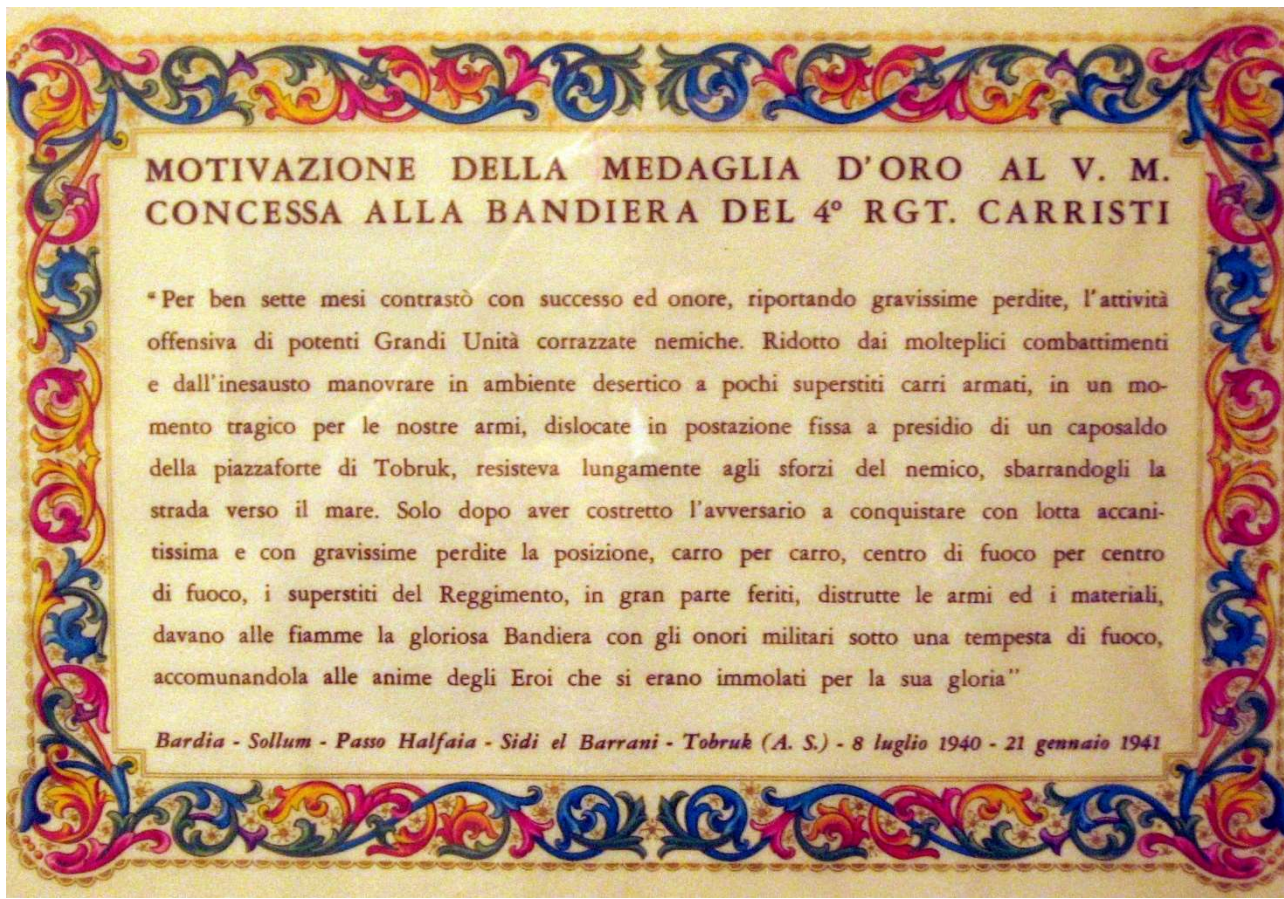 MOTIVAZIONE DELLA MEDAGLIA D'ORO AL V. M.
CONCESSA ALLA BANDIERA DEL 4º RGT. CARRISTI
“Per ben sette mesi contrastò con successo ed onore, riportando gravissime perdite, l'attività
offensiva di potenti Grandi Unità corrazzate nemiche. Ridotto dai molteplici combattimenti
e dall'inesausto manovrare in ambiente desertico a pochi superstiti carri armati, in un mo-
mento tragico per le nostre armi, dislocate in postazione fissa a presidio di un caposaldo
della piazzaforte di Tobruk, resisteva lungamente agli sforzi del nemico, sbarrandogli la
strada verso il mare. Solo dopo aver costretto l'avversario a conquistare con lotta accani-
tissima e con gravissime perdite la posizione, carro per carro, centro di fuoco per centro
di fuoco, i superstiti del Reggimento, in gran parte feriti, distrutte le armi ed i materiali,
davano alle fiamme la gloriosa Bandiera con gli onori militari sotto una tempesta di fuoco,
accomunandola alle anime degli Eroi che si erano immolati per la sua gloria”
Bardia - Sollum - Passo Halfaia - Sidi el Barrani - Tobruk (A. S.) - 8 luglio 1940 - 21 gennaio 1941